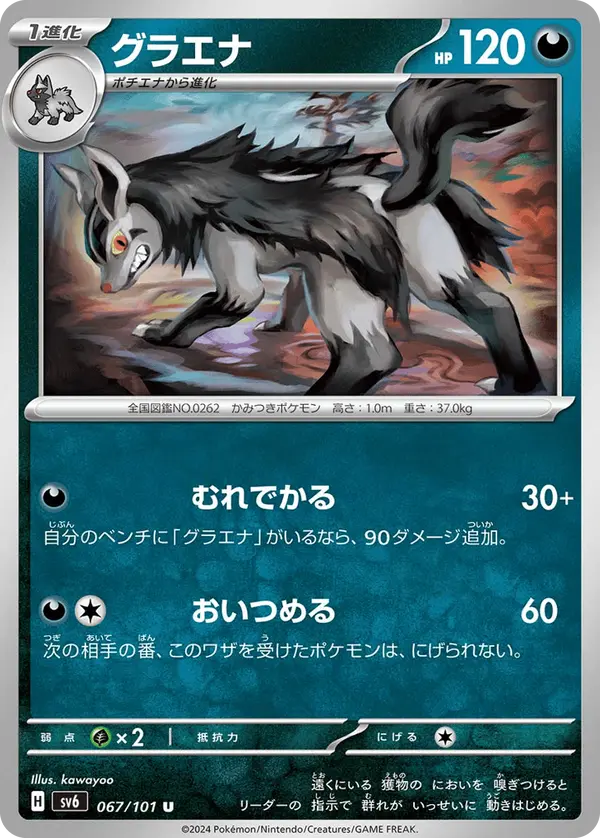 1進化
グラエナ
HP 120
ポチエナから進化
全国図鑑NO.0262 かみつきポケモン 高さ：1.0m 重さ：37.0kg
むれでかる 30+
自分のベンチに「グラエナ」がいるなら、90ダメージ追加。
おいつめる 60
次の相手の番、このワザを受けたポケモンは、にげられない。
弱点 ×2 抵抗力 にげる
Illus. kawayoo
H sv6 067/101 U
遠くにいる 獲物の においを 嗅ぎつけると
リーダーの 指示で 群れが いっせいに 動きはじめる。
©2024 Pokémon/Nintendo/Creatures/GAME FREAK.